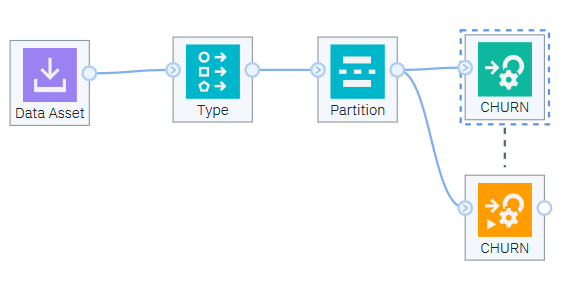 Data Asset
Type
Partition
CHURN
CHURN